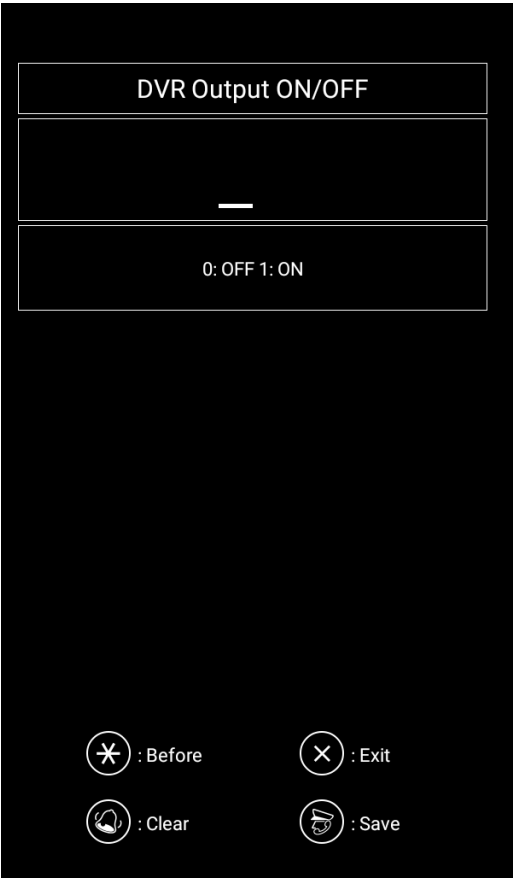 DVR Output ON/OFF
0: OFF 1: ON
: Before
: Exit
: Clear
: Save